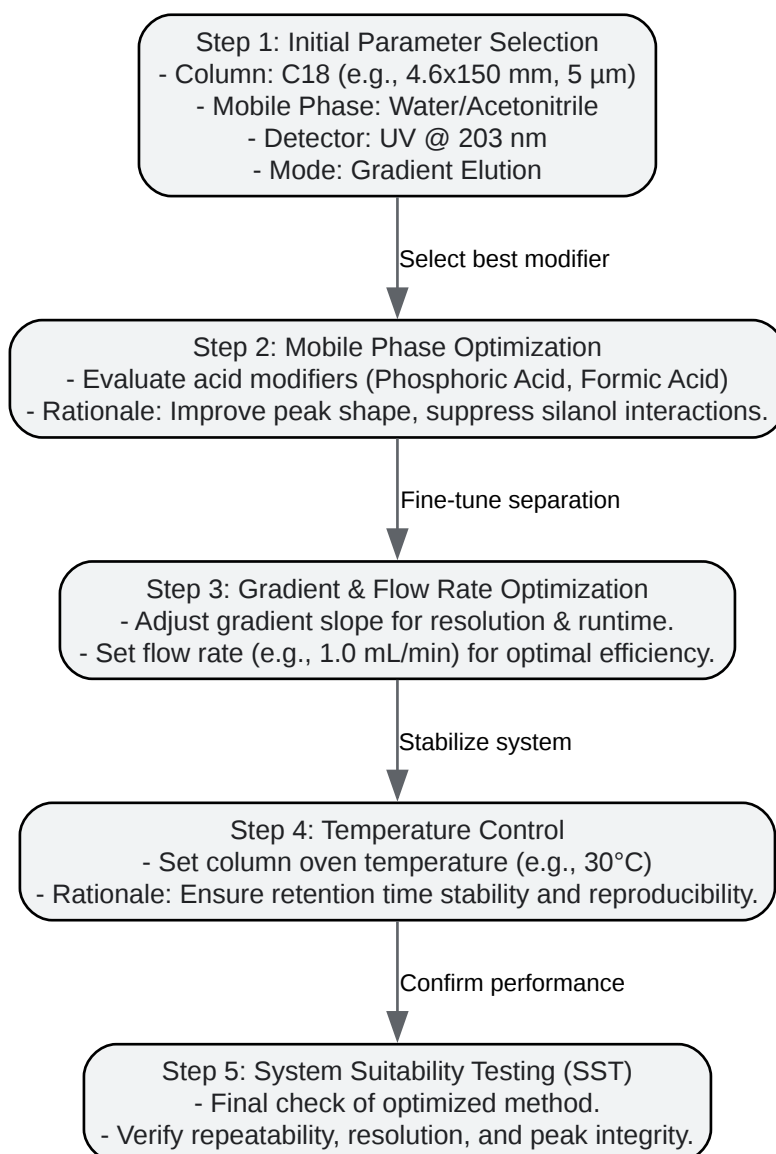 Step 1: Initial Parameter Selection
- Column: C18 (e.g., 4.6x150 mm, 5 µm)
- Mobile Phase: Water/Acetonitrile
- Detector: UV @ 203 nm
- Mode: Gradient Elution
Select best modifier
Step 2: Mobile Phase Optimization
- Evaluate acid modifiers (Phosphoric Acid, Formic Acid)
- Rationale: Improve peak shape, suppress silanol interactions.
Fine-tune separation
Step 3: Gradient & Flow Rate Optimization
- Adjust gradient slope for resolution & runtime.
- Set flow rate (e.g., 1.0 mL/min) for optimal efficiency.
Stabilize system
Step 4: Temperature Control
- Set column oven temperature (e.g., 30°C)
- Rationale: Ensure retention time stability and reproducibility.
Confirm performance
Step 5: System Suitability Testing (SST)
- Final check of optimized method.
- Verify repeatability, resolution, and peak integrity.